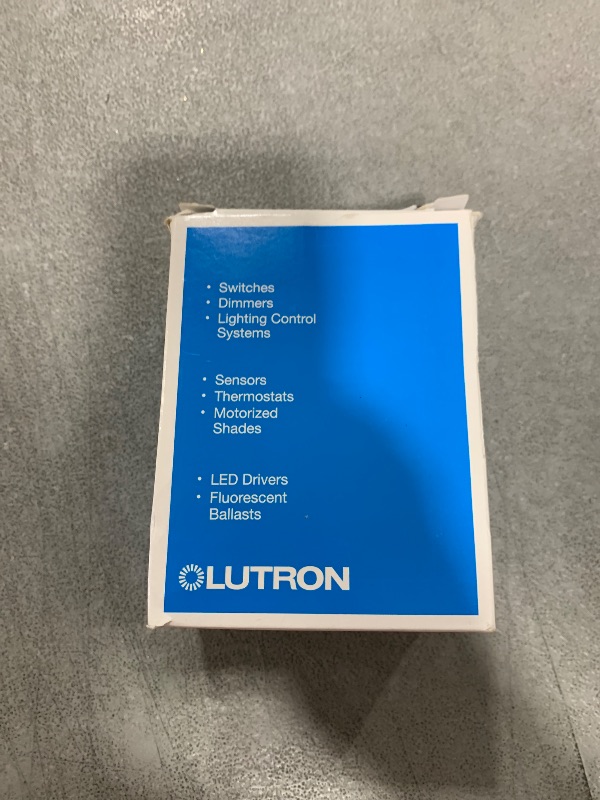 • Switches
• Dimmers
• Lighting Control
Systems
• Sensors
• Thermostats
• Motorized
Shades
• LED Drivers
• Fluorescent
Ballasts
LUTRON